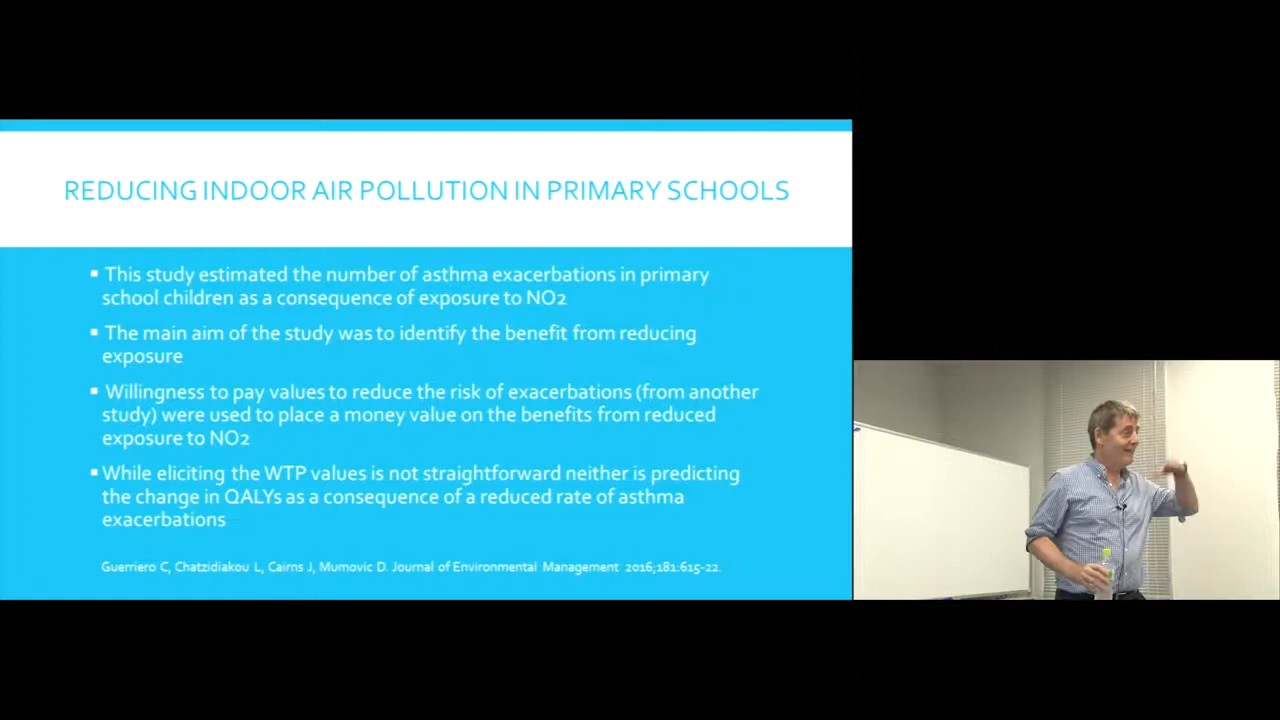 REDUCING INDOOR AIR POLLUTION IN PRIMARY SCHOOLS
▪ This study estimated the number of asthma exacerbations in primary
school children as a consequence of exposure to NO2
▪ The main aim of the study was to identify the benefit from reducing
exposure
▪ Willingness to pay values to reduce the risk of exacerbations (from another
study) were used to place a money value on the benefits from reduced
exposure to NO2
▪ While eliciting the WTP values is not straightforward neither is predicting
the change in QALYs as a consequence of a reduced rate of asthma
exacerbations
Guerriero C, Chatzidiakou L, Cairns J, Mumovic D. Journal of Environmental Management 2016;181:615-22.